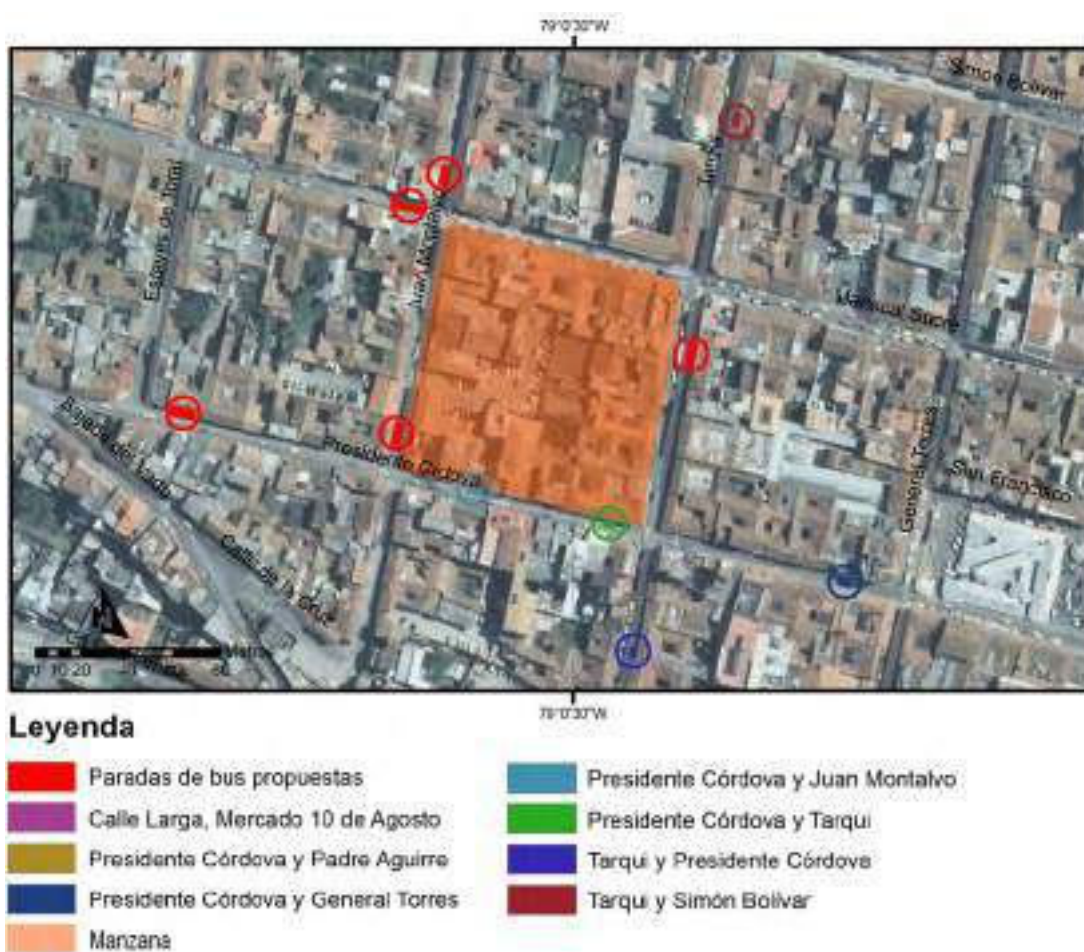 79°0'30"W
Simón Bolívar
Tarqui
Juan Montalvo
Mariscal Sucre
General Torres
San Francisco
Presidente Córdova
Calle de la Cruz
79°0'30"W
Leyenda
Paradas de bus propuestas
Calle Larga, Mercado 10 de Agosto
Presidente Córdova y Padre Aguirre
Presidente Córdova y General Torres
Manzana
Presidente Córdova y Juan Montalvo
Presidente Córdova y Tarqui
Tarqui y Presidente Córdova
Tarqui y Simón Bolívar